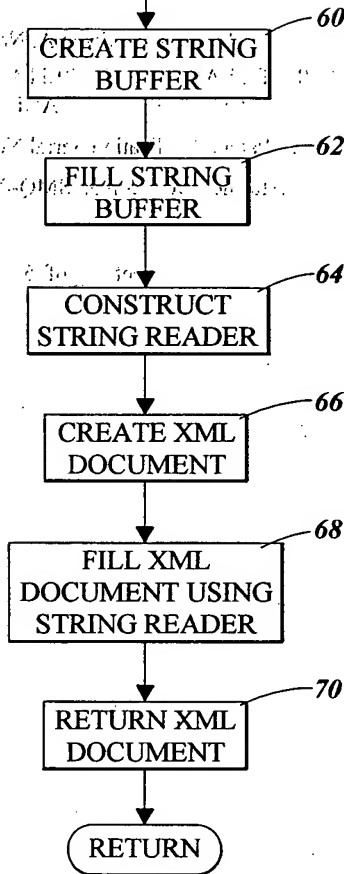 60
CREATE STRING
BUFFER
62
FILL STRING
BUFFER
64
CONSTRUCT
STRING READER
66
CREATE XML
DOCUMENT
68
FILL XML
DOCUMENT USING
STRING READER
70
RETURN XML
DOCUMENT
RETURN